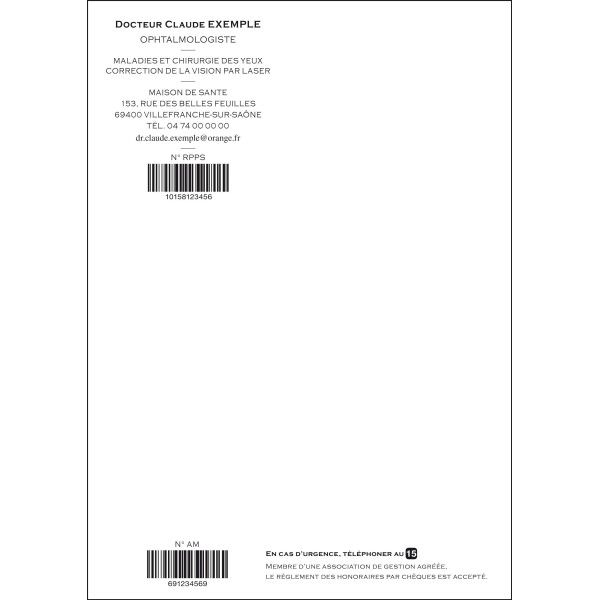 Docteur Claude EXEMPLE
OPHTALMOLOGISTE
MALADIES ET CHIRURGIE DES YEUX
CORRECTION DE LA VISION PAR LASER
MAISON DE SANTE
153, RUE DES BELLES FEUILLES
69400 VILLEFRANCHE-SUR-SAÔNE
TÉL. 04 74 00 00 00
dr.claude.exemple@orange.fr
N° RPPS
10158123456
N° AM
691234569
En cas d'urgence, téléphoner au 15
Membre d'une association de gestion agréée,
le règlement des honoraires par chèques est accepté.